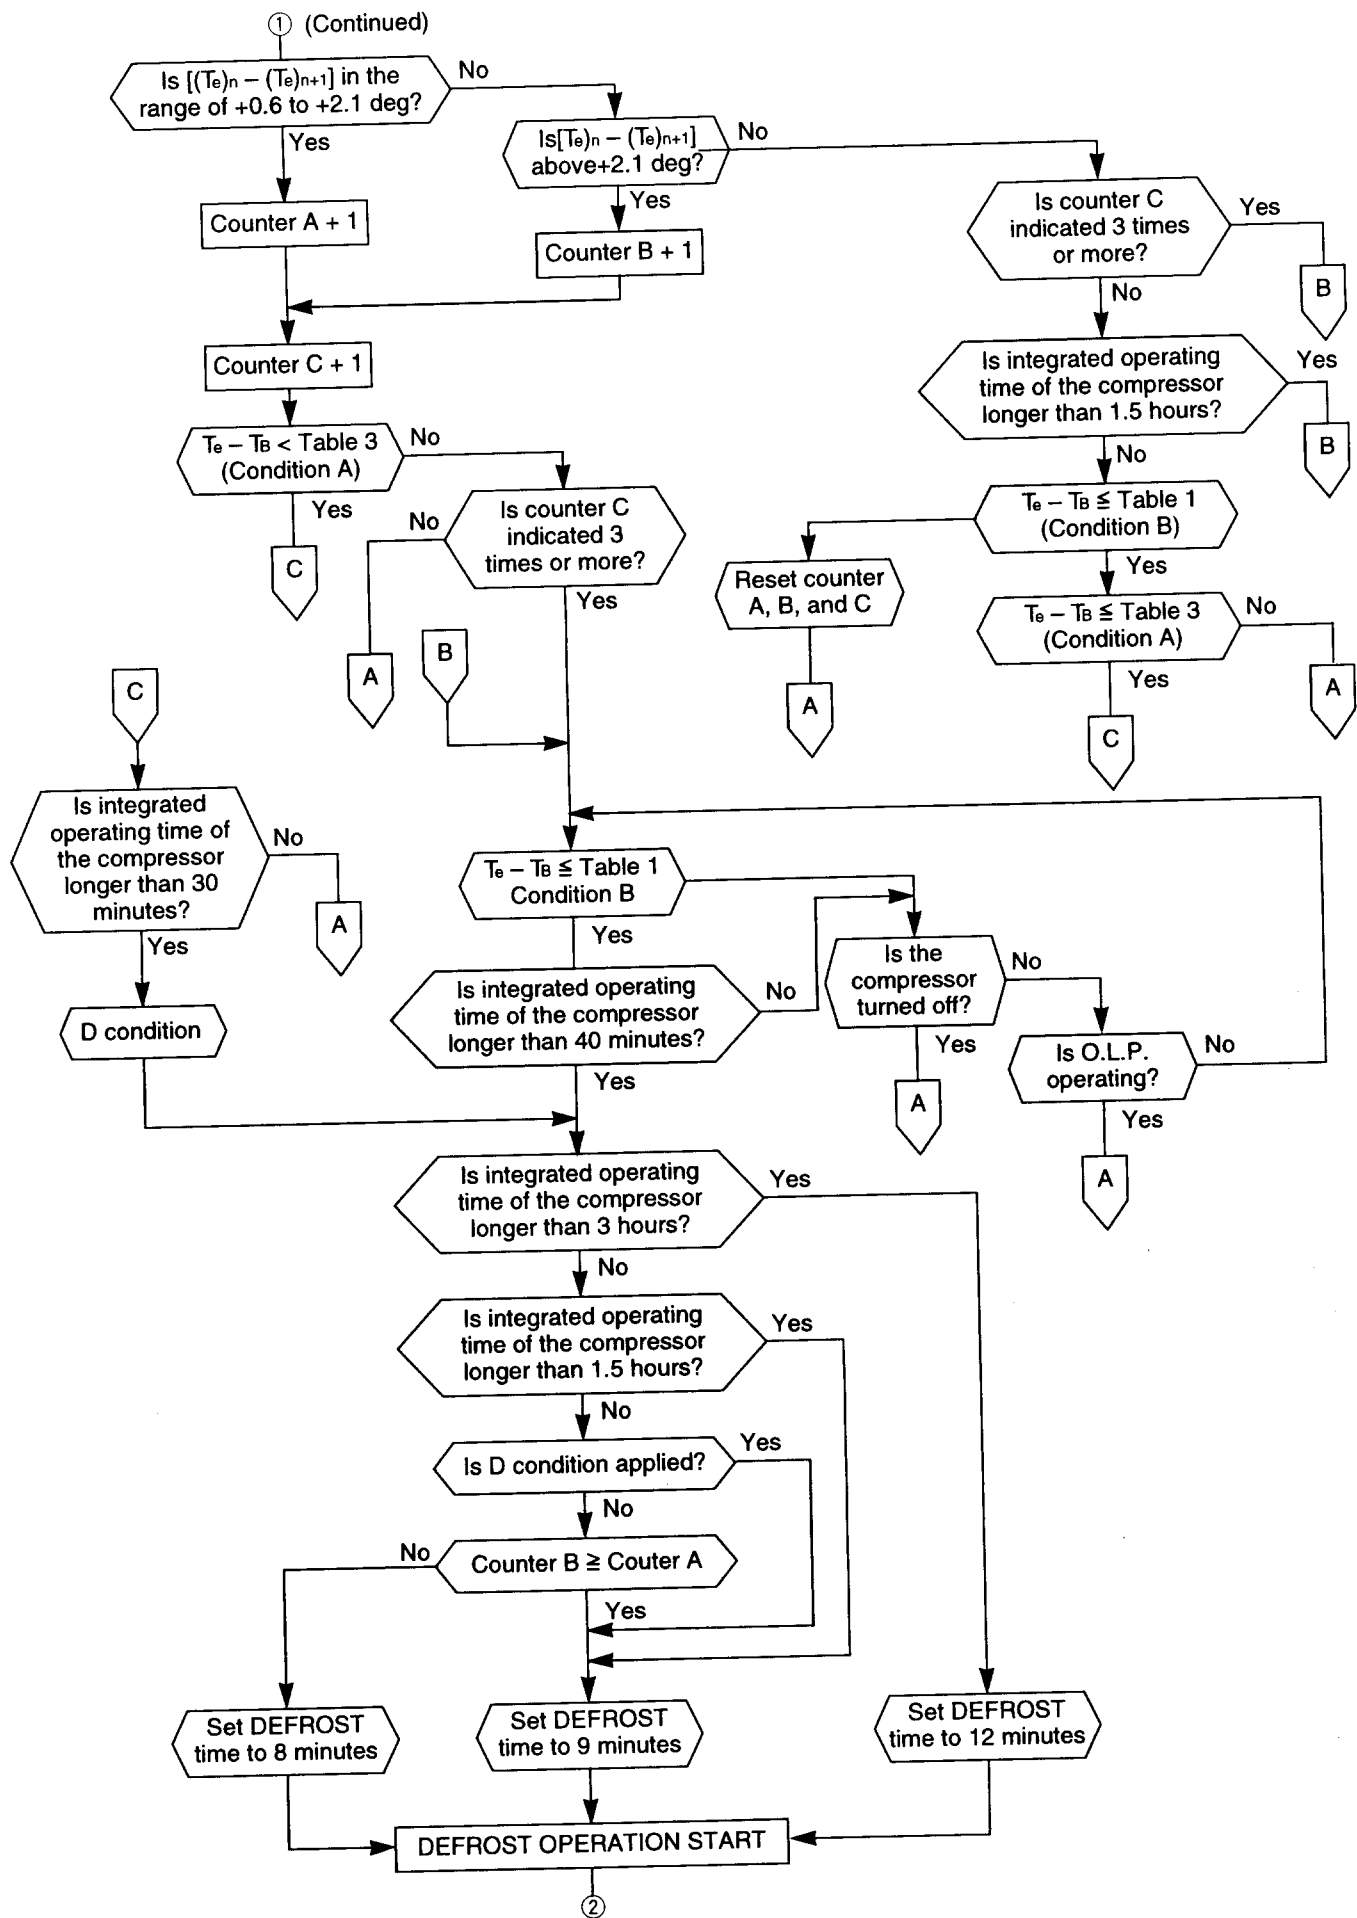 ① (Continued)
Is [(Te)n – (Te)n+1] in the
range of +0.6 to +2.1 deg?
No
Yes
Is[Te)n – (Te)n+1]
above+2.1 deg?
No
Yes
Counter A + 1
Counter B + 1
Is counter C
indicated 3 times
or more?
Yes
B
No
Counter C + 1
Is integrated operating
time of the compressor
longer than 1.5 hours?
Yes
B
No
Te – TB < Table 3
(Condition A)
No
Yes
C
Is counter C
indicated 3
times or more?
No
Yes
A
B
Te – TB ≦ Table 1
(Condition B)
Yes
Reset counter
A, B, and C
A
Te – TB ≦ Table 3
(Condition A)
No
A
Yes
C
C
Is integrated
operating time of
the compressor
longer than 30
minutes?
No
A
Yes
D condition
Te – TB ≦ Table 1
Condition B
Yes
Is integrated operating
time of the compressor
longer than 40 minutes?
No
Yes
Is the
compressor
turned off?
No
Yes
A
Is O.L.P.
operating?
No
Yes
A
Is integrated operating
time of the compressor
longer than 3 hours?
Yes
No
Is integrated operating
time of the compressor
longer than 1.5 hours?
Yes
No
Is D condition applied?
Yes
No
Counter B ≧ Couter A
No
Yes
Set DEFROST
time to 8 minutes
Set DEFROST
time to 9 minutes
Set DEFROST
time to 12 minutes
DEFROST OPERATION START
②